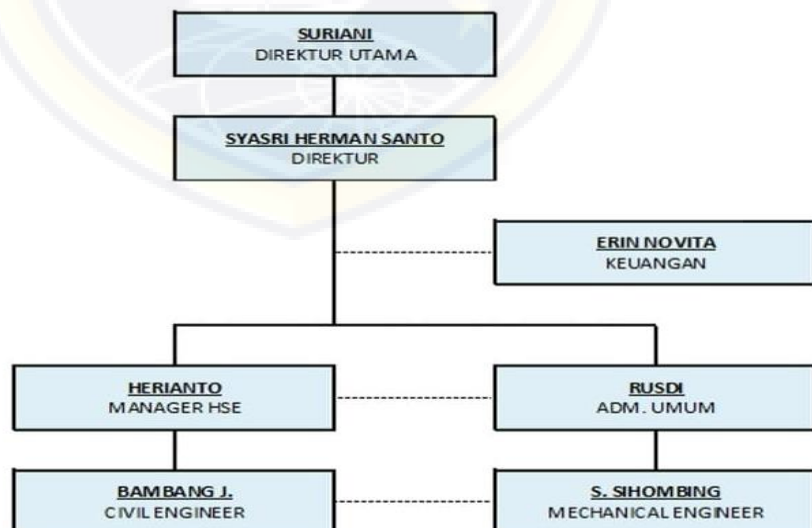 SURIANI
DIREKTUR UTAMA
SYASRI HERMAN SANTO
DIREKTUR
ERIN NOVITA
KEUANGAN
HERIANTO
MANAGER HSE
RUSDI
ADM. UMUM
BAMBANG J.
CIVIL ENGINEER
S. SIHOMBING
MECHANICAL ENGINEER